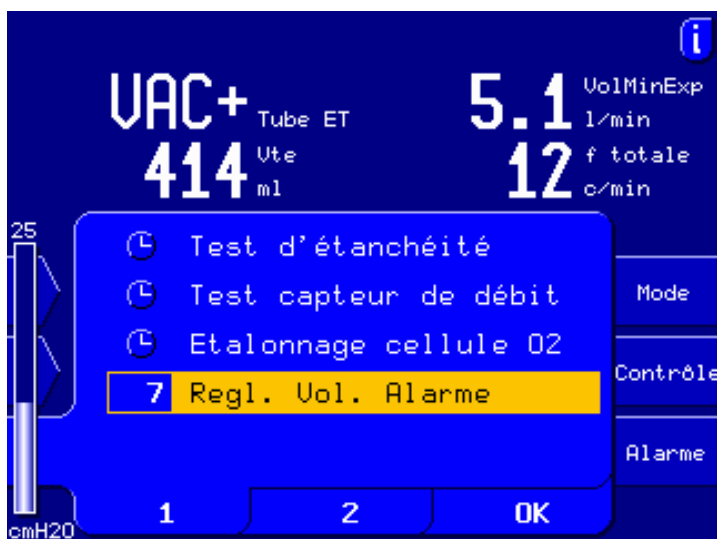 i
VAC+ Tube ET
5.1 VolMinExp l/min
414 Vte ml
12 f totale c/min
25
Test d'étanchéité
Test capteur de débit
Etalonnage cellule O2
7 Regl. Vol. Alarme
Mode
Contrôle
Alarme
1 2 OK
cmH2O